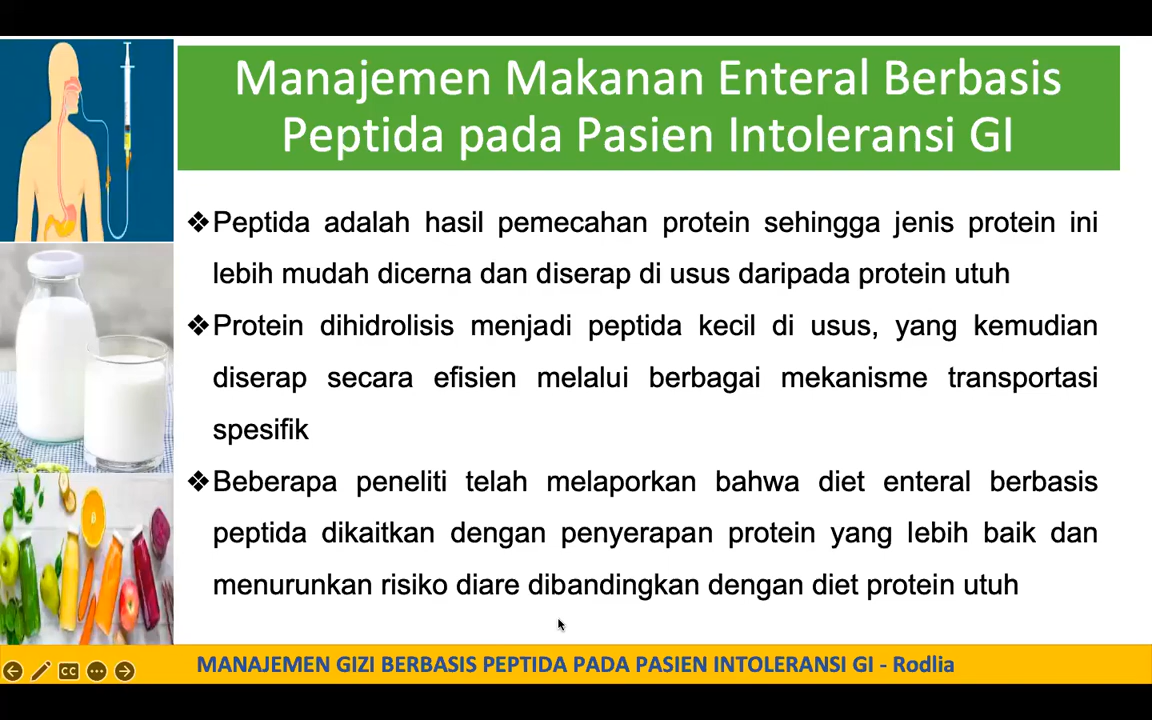 Manajemen Makanan Enteral Berbasis
Peptida pada Pasien Intoleransi GI
❖Peptida adalah hasil pemecahan protein sehingga jenis protein ini
lebih mudah dicerna dan diserap di usus daripada protein utuh
❖Protein dihidrolisis menjadi peptida kecil di usus, yang kemudian
diserap secara efisien melalui berbagai mekanisme transportasi
spesifik
❖Beberapa peneliti telah melaporkan bahwa diet enteral berbasis
peptida dikaitkan dengan penyerapan protein yang lebih baik dan
menurunkan risiko diare dibandingkan dengan diet protein utuh
CC
MANAJEMEN GIZI BERBASIS PEPTIDA PADA PASIEN INTOLERANSI GI - Rodlia